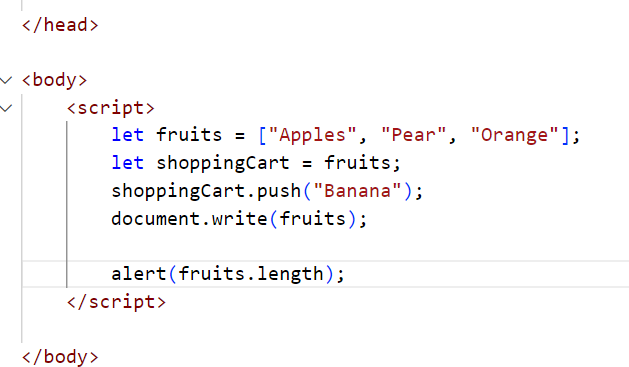 </head>
<body>
<script>
let fruits = ["Apples", "Pear", "Orange"];
let shoppingCart = fruits;
shoppingCart.push("Banana");
document.write(fruits);
alert(fruits.length);
</script>
</body>